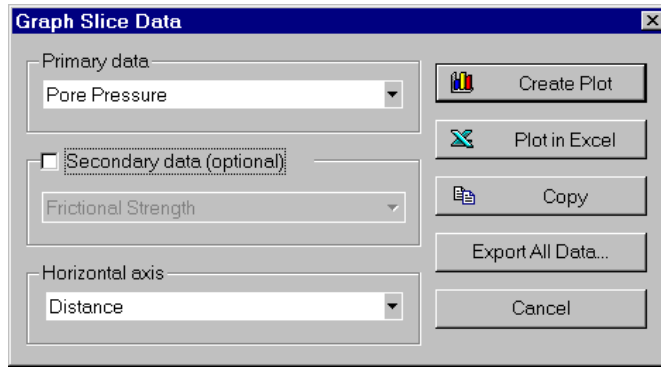 Graph Slice Data
Primary data
Pore Pressure
Secondary data (optional)
Frictional Strength
Horizontal axis
Distance
Create Plot
Plot in Excel
Copy
Export All Data...
Cancel